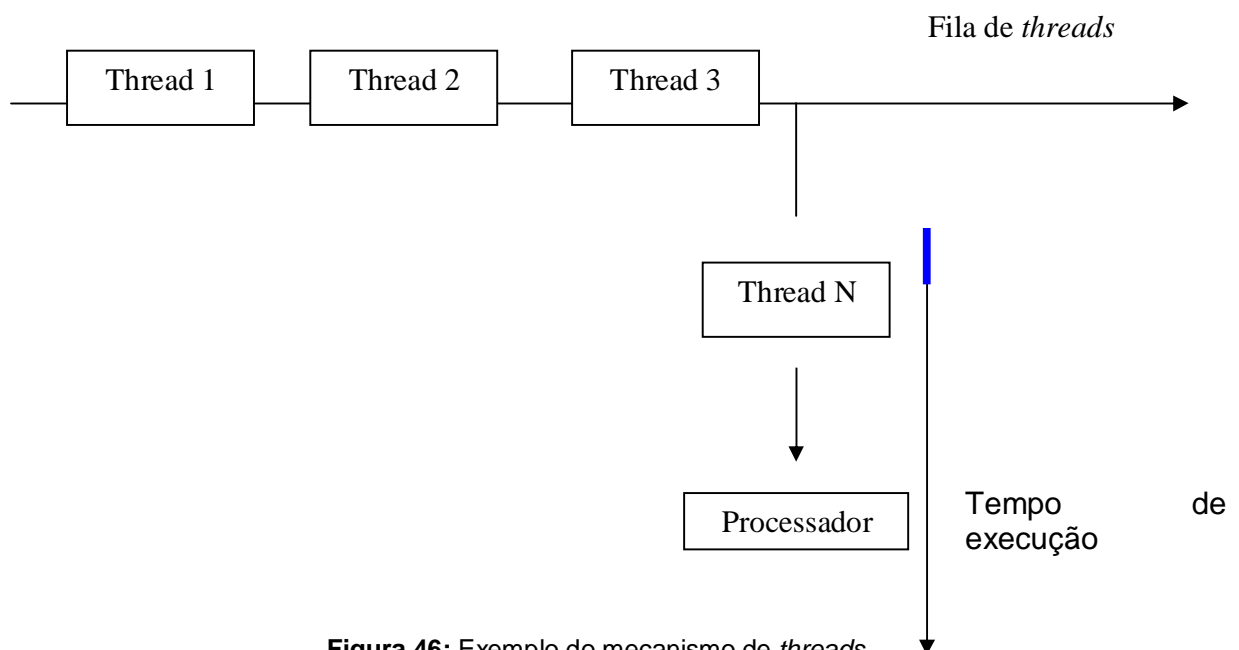 Fila de threads
Thread 1
Thread 2
Thread 3
Thread N
Processador
Tempo de
execução
Figura 46: Exemplo do mecanismo de threads